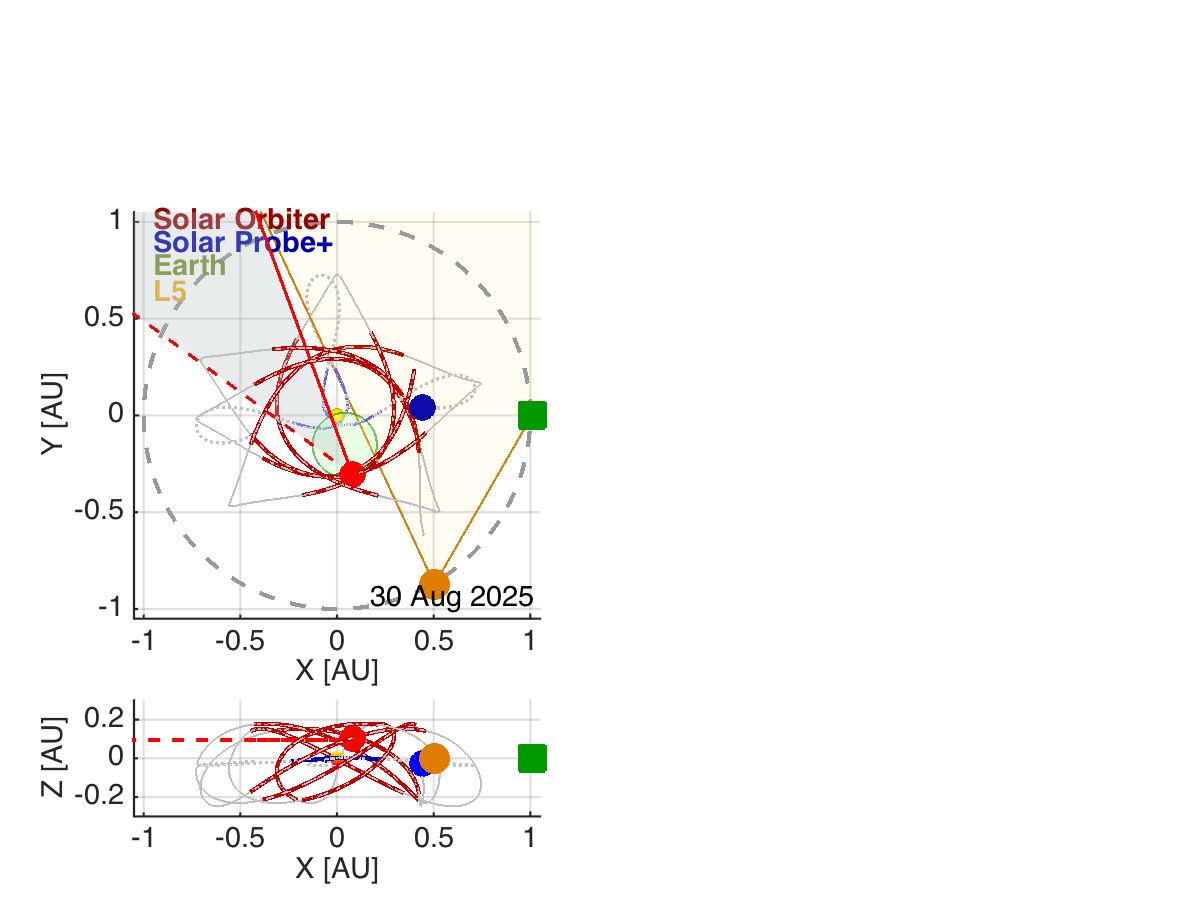 1
Solar Orbiter
Solar Probe+
Earth
L5
0.5
0
-0.5
-1
Y [AU]
30 Aug 2025
-1 -0.5 0 0.5 1
X [AU]
0.2
0
-0.2
Z [AU]
-1 -0.5 0 0.5 1
X [AU]